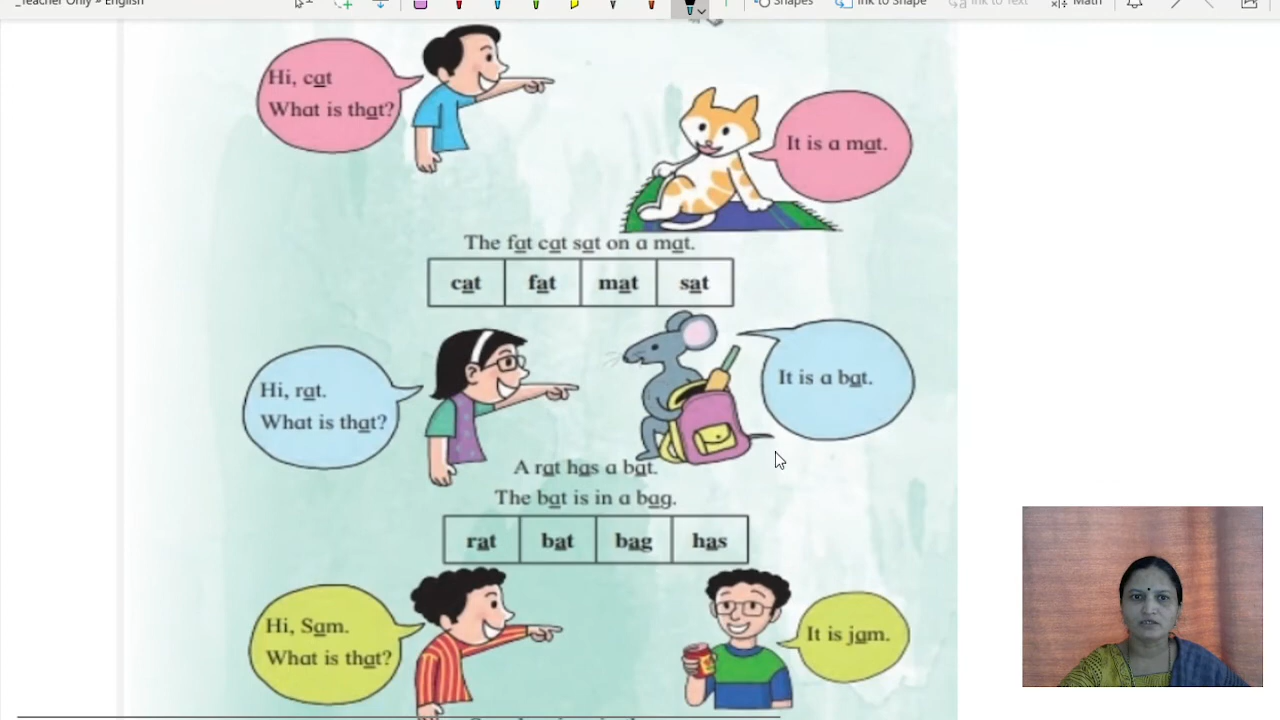 _Teacher Only » English
Shapes
Ink to Shape
Ink to Text
Math
Hi, cat
What is that?
It is a mat.
The fat cat sat on a mat.
cat fat mat sat
Hi, rat.
What is that?
It is a bat.
A rat has a bat.
The bat is in a bag.
rat bat bag has
Hi, Sam.
What is that?
It is jam.